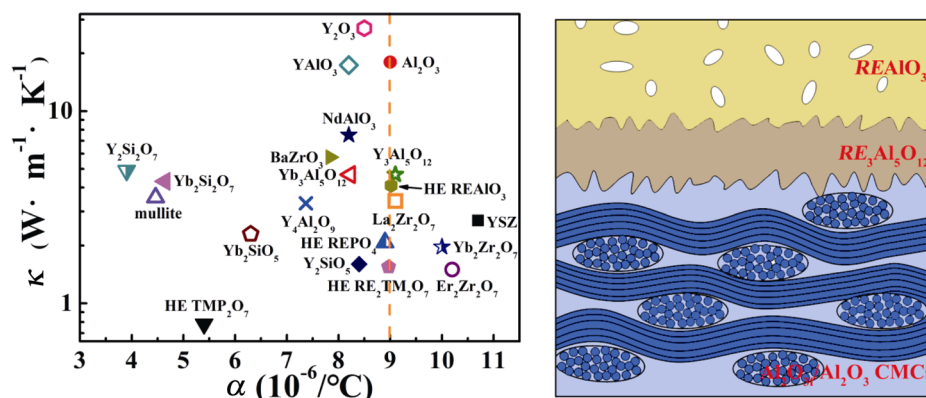 Y₂O₃
YAlO₃
Al₂O₃
10
NdAlO₃
Y₂Si₂O₇
BaZrO₃
Y₃Al₅O₁₂
Yb₂Si₂O₇
Yb₃Al₅O₁₂
HE REAlO₃
mullite
La₂Zr₂O₇
YSZ
Y₄Al₂O₉
Yb₂SiO₅
HE REPO₄
Yb₂Zr₂O₇
Y₂SiO₅
HE RE₂TM₂O₇
Er₂Zr₂O₇
1
HE TMP₂O₇
3 4 5 6 7 8 9 10 11
α (10⁻⁶/°C)
κ (W· m⁻¹· K⁻¹)
REAlO₃
RE₃Al₅O₁₂
Al₂O₃ CMC